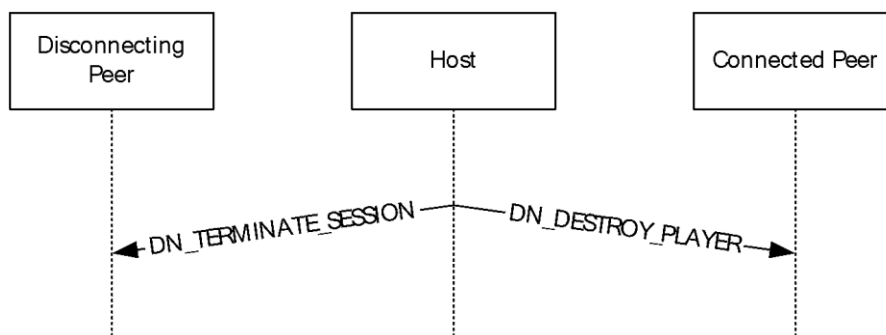 Disconnecting
Peer
Host
Connected Peer
DN_TERMINATE_SESSION
DN_DESTROY_PLAYER